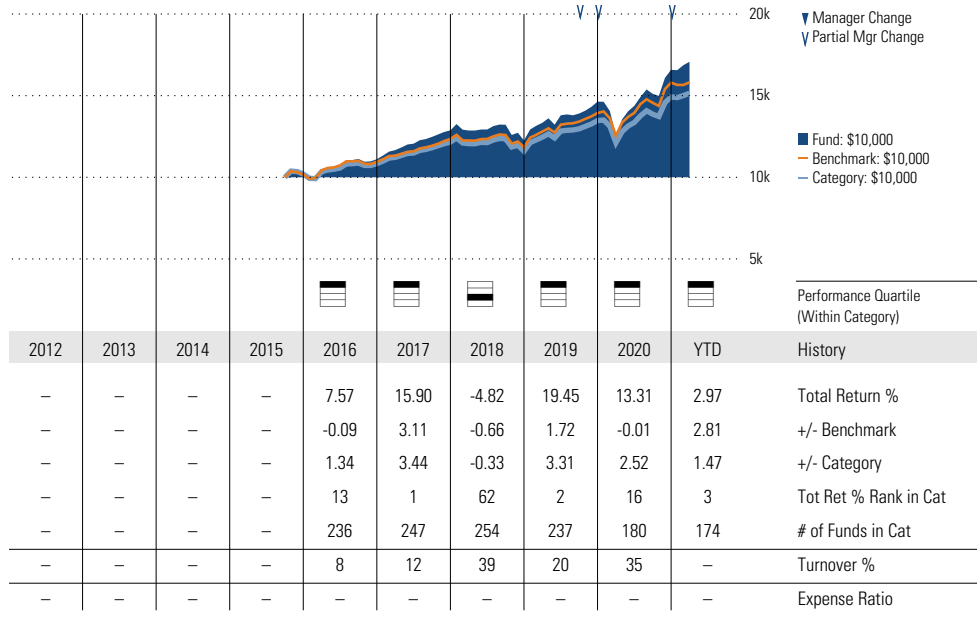 20k
Manager Change
Partial Mgr Change
15k
Fund: $10,000
Benchmark: $10,000
Category: $10,000
10k
5k
Performance Quartile
(Within Category)
2012 2013 2014 2015 2016 2017 2018 2019 2020 YTD History
– – – – 7.57 15.90 -4.82 19.45 13.31 2.97 Total Return %
– – – – -0.09 3.11 -0.66 1.72 -0.01 2.81 +/- Benchmark
– – – – 1.34 3.44 -0.33 3.31 2.52 1.47 +/- Category
– – – – 13 1 62 2 16 3 Tot Ret % Rank in Cat
– – – – 236 247 254 237 180 174 # of Funds in Cat
– – – – 8 12 39 20 35 – Turnover %
– – – – – – – – – – Expense Ratio